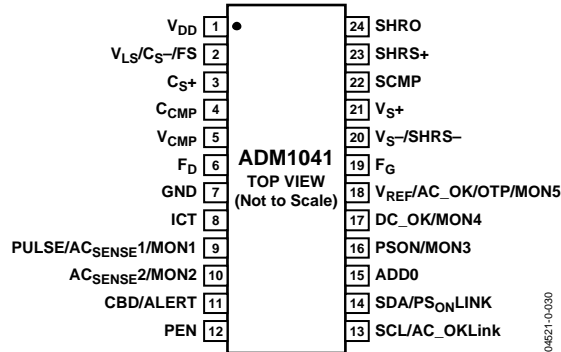 V_DD 1
V_LS/C_S–/FS 2
C_S+ 3
C_CMP 4
V_CMP 5
F_D 6
GND 7
ICT 8
PULSE/AC_SENSE1/MON1 9
AC_SENSE2/MON2 10
CBD/ALERT 11
PEN 12
ADM1041
TOP VIEW
(Not to Scale)
24 SHRO
23 SHRS+
22 SCMP
21 V_S+
20 V_S–/SHRS–
19 F_G
18 V_REF/AC_OK/OTP/MON5
17 DC_OK/MON4
16 PSON/MON3
15 ADD0
14 SDA/PS_ONLINK
13 SCL/AC_OKLink
04521-0-030